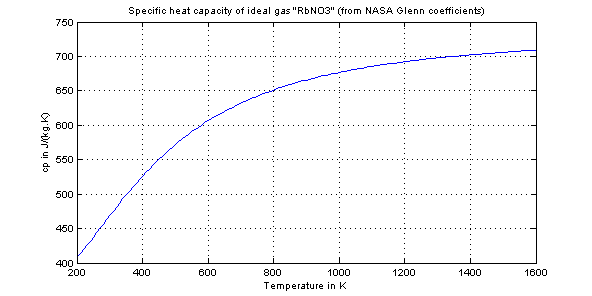 Specific heat capacity of ideal gas "RbNO3" (from NASA Glenn coefficients)
750
700
650
600
550
500
450
400
cp in J/(kg.K)
200 400 600 800 1000 1200 1400 1600
Temperature in K